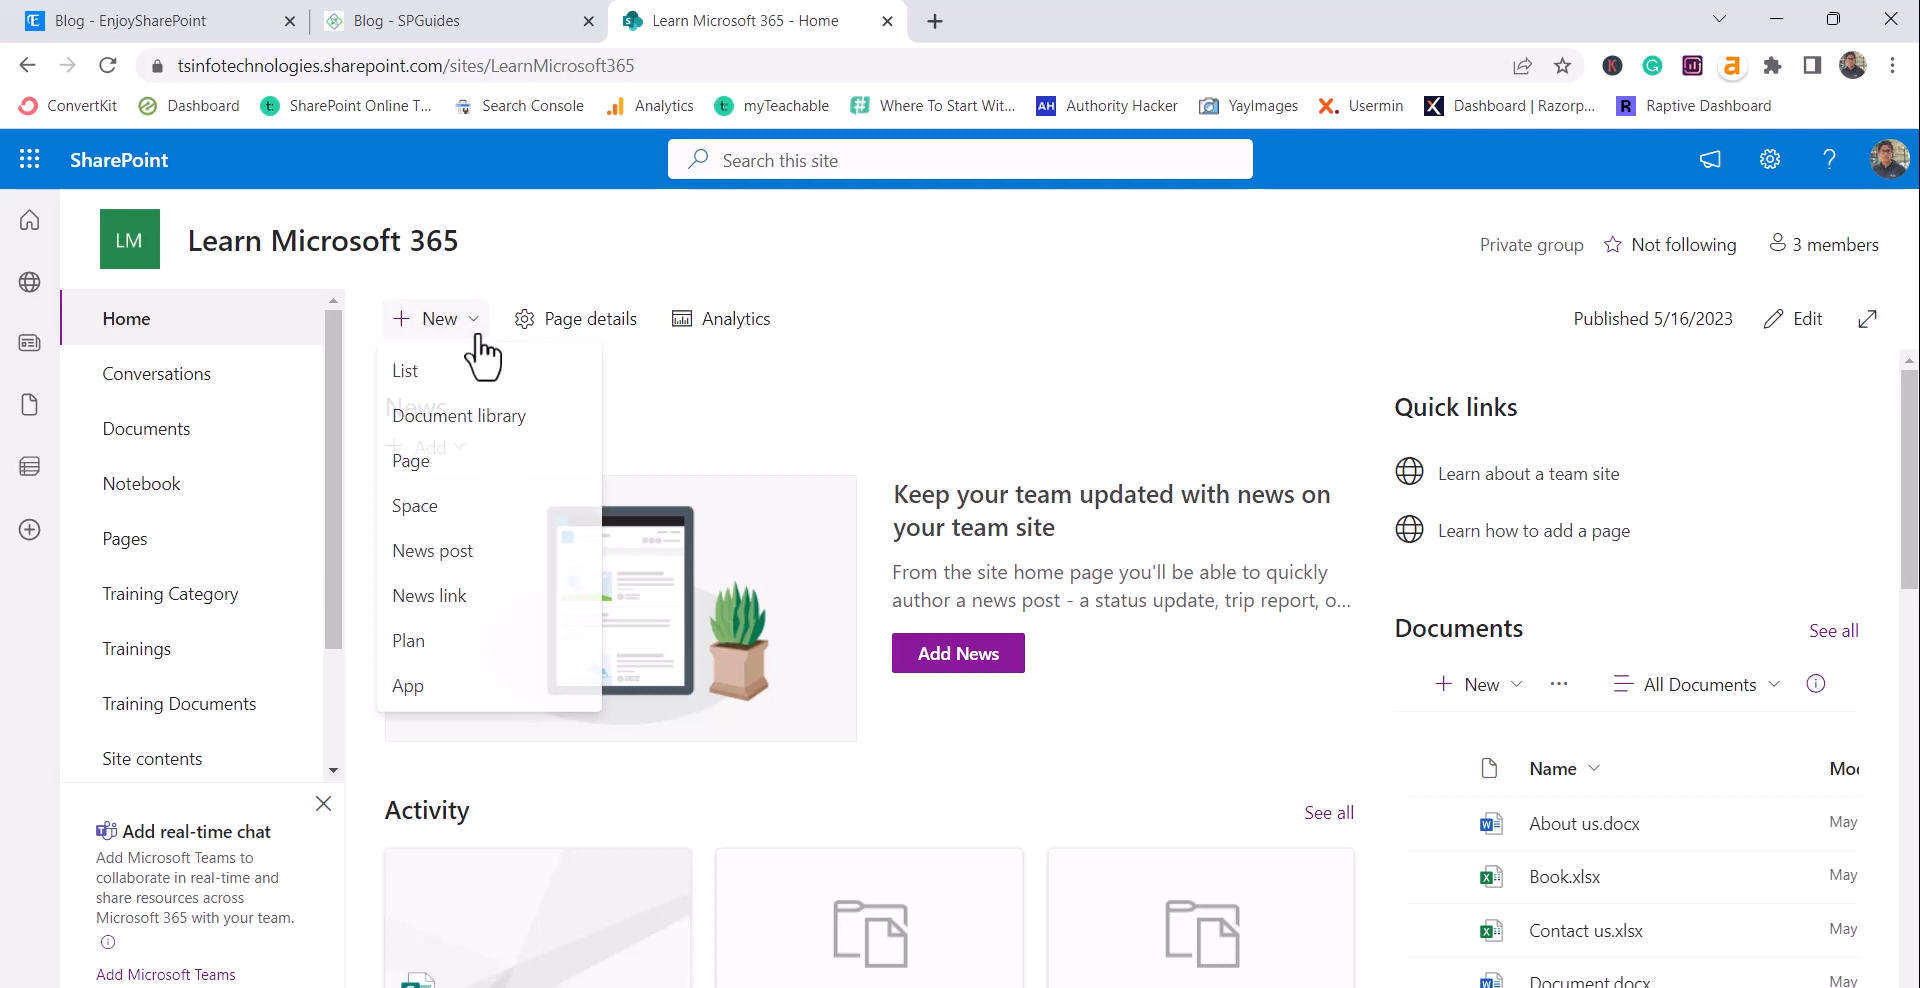 Blog - EnjoySharePoint
Blog - SPGuides
Learn Microsoft 365 - Home
tsinfotechnologies.sharepoint.com/sites/LearnMicrosoft365
ConvertKit
Dashboard
SharePoint Online T...
Search Console
Analytics
myTeachable
Where To Start Wit...
AH Authority Hacker
YayImages
Usermin
Dashboard | Razorp...
R Raptive Dashboard
SharePoint
Search this site
LM
Learn Microsoft 365
Private group
Not following
3 members
Home
Conversations
Documents
Notebook
Pages
Training Category
Trainings
Training Documents
Site contents
Add real-time chat
Add Microsoft Teams to
collaborate in real-time and
share resources across
Microsoft 365 with your team.
Add Microsoft Teams
New
Page details
Analytics
Published 5/16/2023
Edit
List
News
Document library
Add
Page
Space
News post
News link
Plan
App
Keep your team updated with news on
your team site
From the site home page you'll be able to quickly
author a news post - a status update, trip report, o...
Add News
Activity
See all
Quick links
Learn about a team site
Learn how to add a page
Documents
See all
New
All Documents
Name
Mod
About us.docx
May
Book.xlsx
May
Contact us.xlsx
May
Document.docx
May